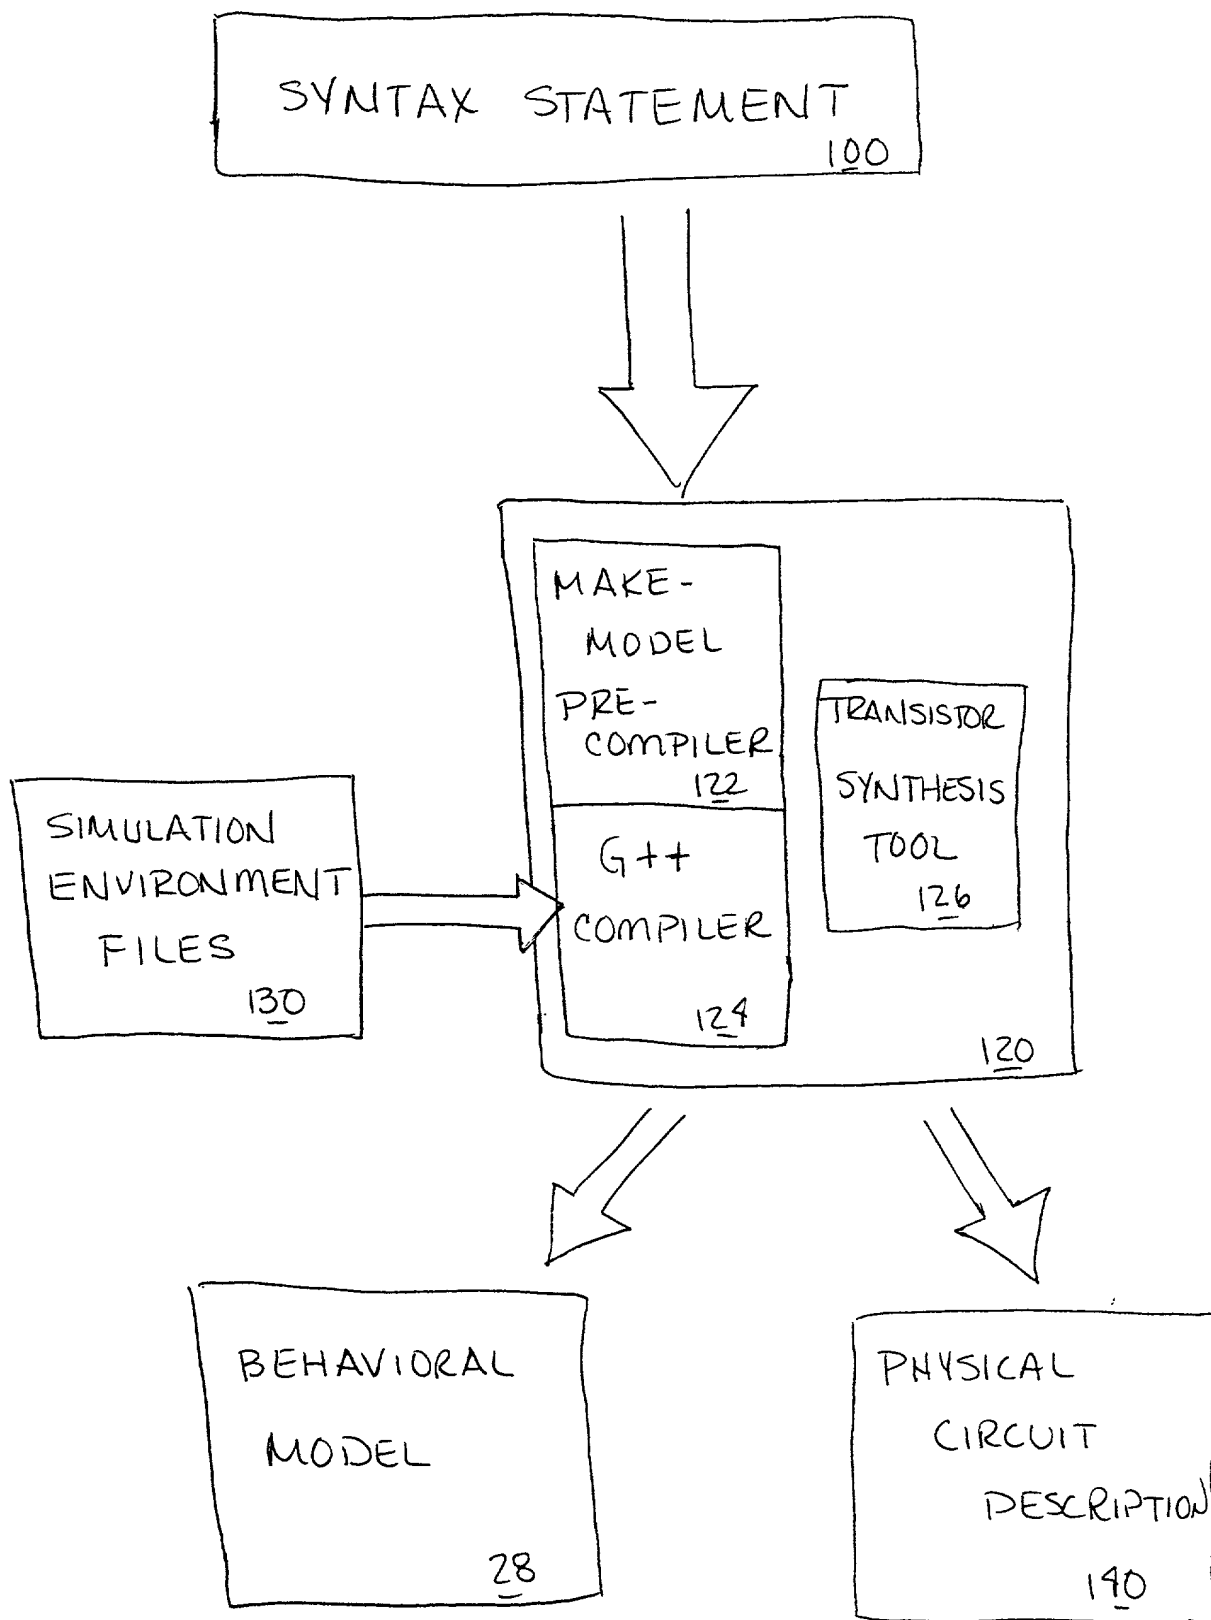 SYNTAX STATEMENT
100
MAKE-
MODEL
PRE-
COMPILER
122
TRANSISTOR
SYNTHESIS
TOOL
126
SIMULATION
ENVIRONMENT
FILES
130
G++
COMPILER
124
120
BEHAVIORAL
MODEL
28
PHYSICAL
CIRCUIT
DESCRIPTION
140